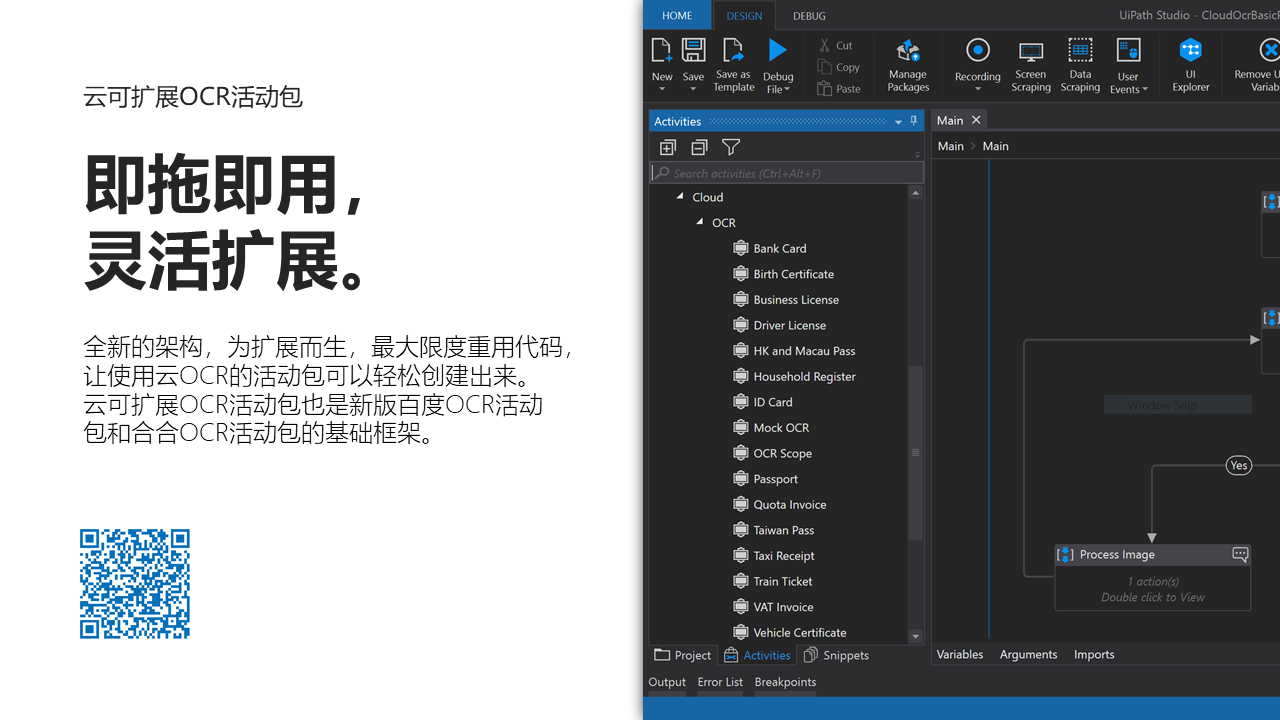 云可扩展OCR活动包
即拖即用，
灵活扩展。
全新的架构，为扩展而生，最大限度重用代码，
让使用云OCR的活动包可以轻松创建出来。
云可扩展OCR活动包也是新版百度OCR活动
包和合合OCR活动包的基础框架。
HOME
DESIGN
DEBUG
UiPath Studio - CloudOcrBasicF
New
Save
Save as
Template
Debug
File
Cut
Copy
Paste
Manage
Packages
Recording
Screen
Scraping
Data
Scraping
User
Events
UI
Explorer
Remove U
Variab
Activities
Search activities (Ctrl+Alt+F)
Cloud
OCR
Bank Card
Birth Certificate
Business License
Driver License
HK and Macau Pass
Household Register
ID Card
Mock OCR
OCR Scope
Passport
Quota Invoice
Taiwan Pass
Taxi Receipt
Train Ticket
VAT Invoice
Vehicle Certificate
Project
Activities
Snippets
Main
Main > Main
Window Snip
Yes
Process Image
1 action(s)
Double click to View
Variables
Arguments
Imports
Output
Error List
Breakpoints